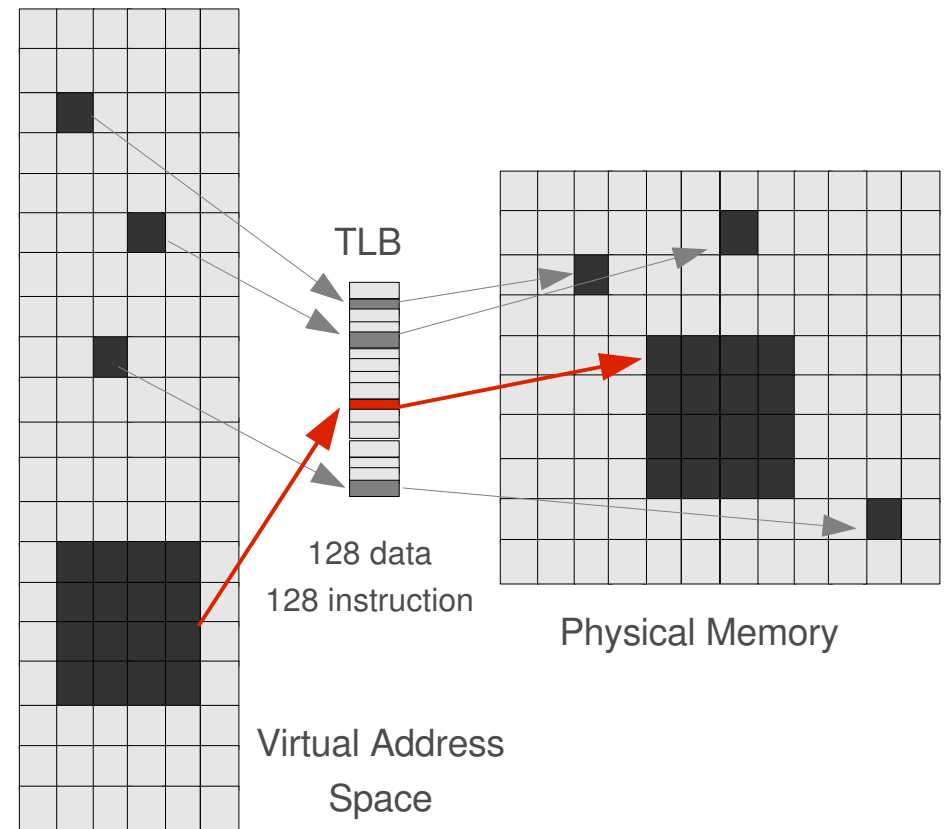 TLB
128 data
128 instruction
Physical Memory
Virtual Address
Space